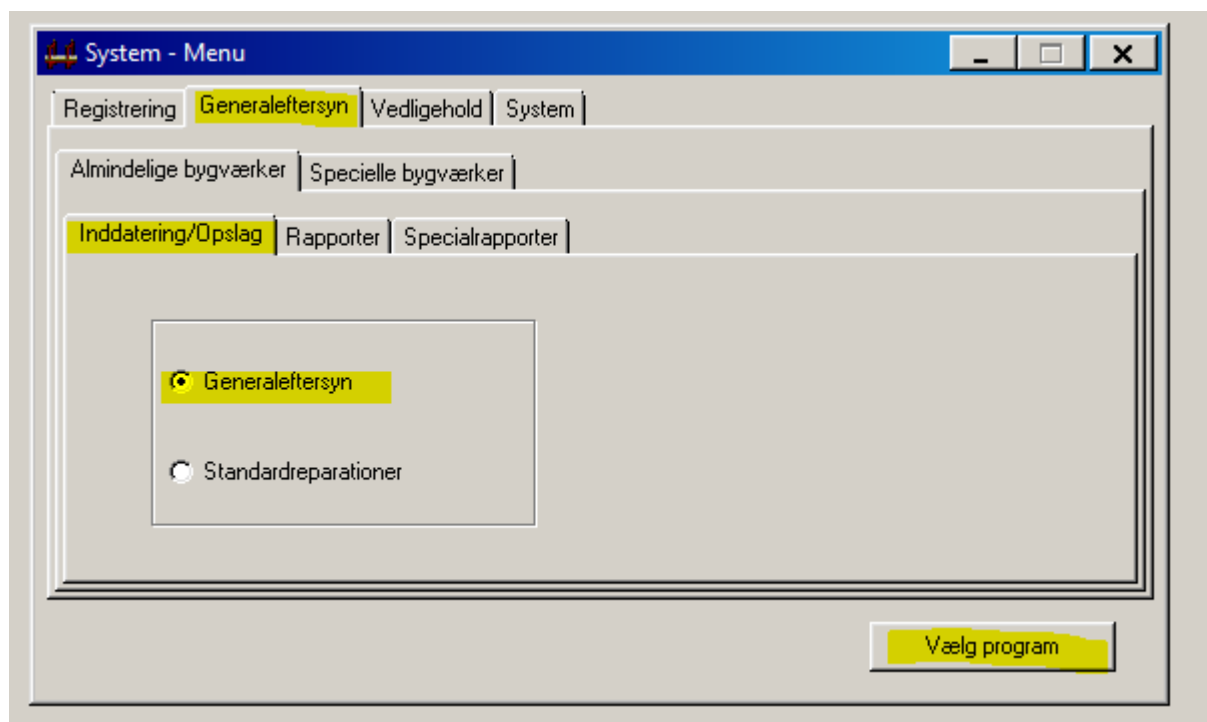 System - Menu
Registrering Generaleftersyn Vedligehold System
Almindelige bygværker Specielle bygværker
Inddatering/Opslag Rapporter Specialrapporter
Generaleftersyn
Standardreparationer
Vælg program